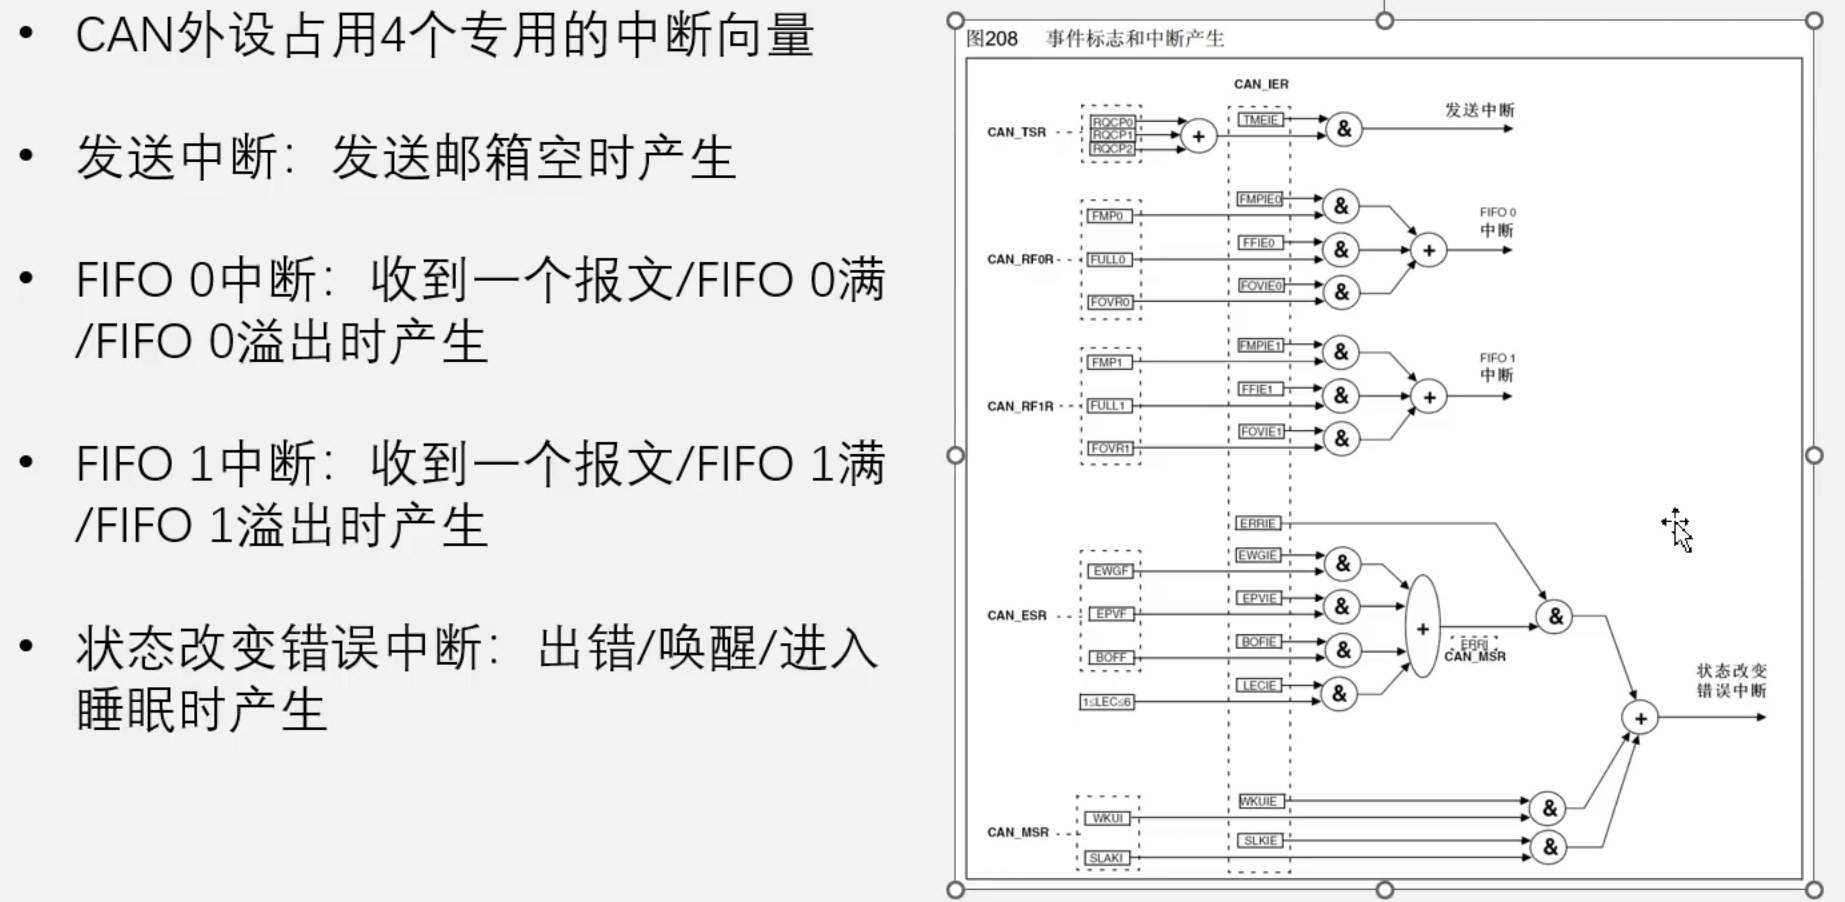 • CAN外设占用4个专用的中断向量
• 发送中断：发送邮箱空时产生
• FIFO 0中断：收到一个报文/FIFO 0满
/FIFO 0溢出时产生
• FIFO 1中断：收到一个报文/FIFO 1满
/FIFO 1溢出时产生
• 状态改变错误中断：出错/唤醒/进入
睡眠时产生
图208 事件标志和中断产生
CAN_IER
CAN_TSR
RQCP0
RQCP1
RQCP2
+
TMEIE
&
发送中断
CAN_RF0R
FMP0
FULL0
FOVR0
FMPIE0
FFIE0
FOVIE0
&
&
&
+
FIFO 0
中断
CAN_RF1R
FMP1
FULL1
FOVR1
FMPIE1
FFIE1
FOVIE1
&
&
&
+
FIFO 1
中断
CAN_ESR
EWGF
EPVF
BOFF
1≤LEC≤6
ERRIE
EWGIE
EPVIE
BOFIE
LECIE
&
&
&
&
+
ERRI
CAN_MSR
&
状态改变
错误中断
+
CAN_MSR
WKUI
SLAKI
WKUIE
SLKIE
&
&